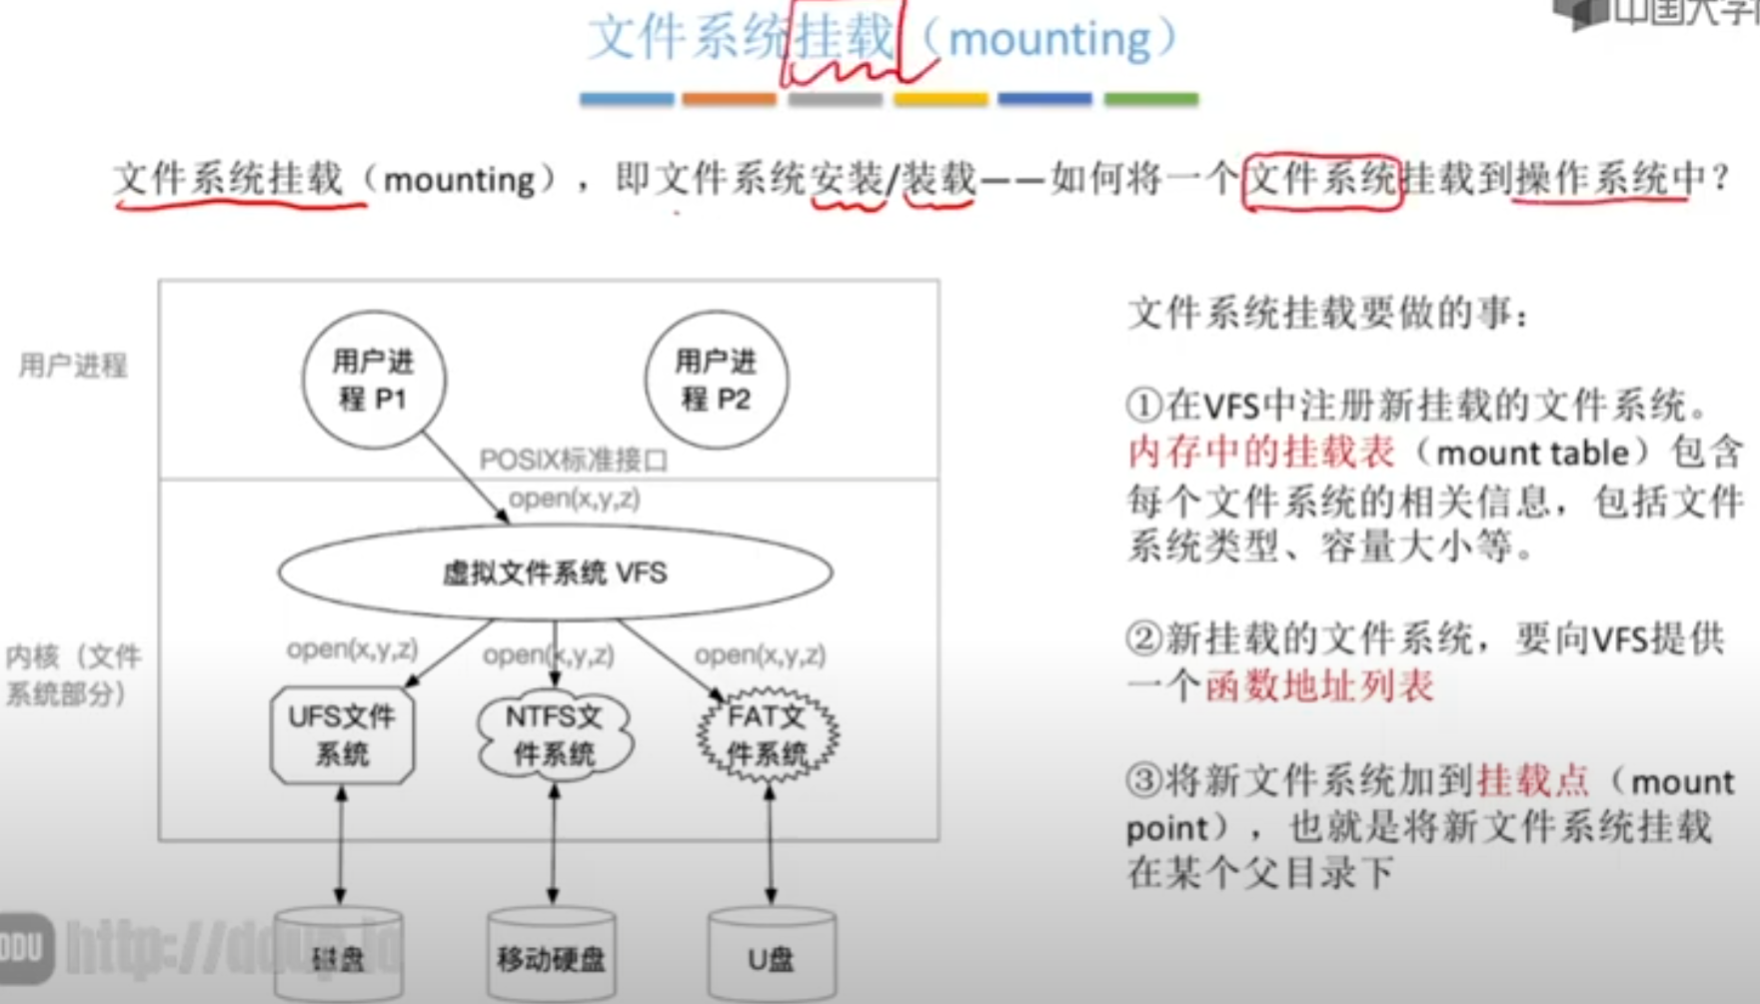 中国大学
文件系统挂载（mounting）
文件系统挂载（mounting），即文件系统安装/装载——如何将一个文件系统挂载到操作系统中？
用户进程
用户进
程 P1
用户进
程 P2
POSIX标准接口
open(x,y,z)
虚拟文件系统 VFS
内核（文件
系统部分）
open(x,y,z)
open(x,y,z)
open(x,y,z)
UFS文件
系统
NTFS文
件系统
FAT文
件系统
磁盘
移动硬盘
U盘
文件系统挂载要做的事：
①在VFS中注册新挂载的文件系统。
内存中的挂载表（mount table）包含
每个文件系统的相关信息，包括文件
系统类型、容量大小等。
②新挂载的文件系统，要向VFS提供
一个函数地址列表
③将新文件系统加到挂载点（mount
point），也就是将新文件系统挂载
在某个父目录下
DDU